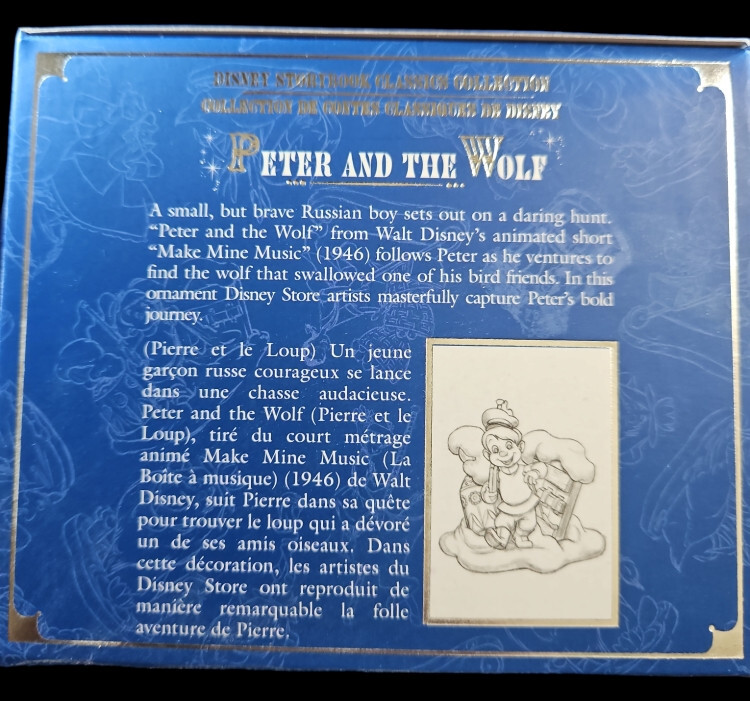 DISNEY STORYBOOK CLASSICS COLLECTION
COLLECTION DE CONTES CLASSIQUES DE DISNEY
PETER AND THE WOLF
A small, but brave Russian boy sets out on a daring hunt.
“Peter and the Wolf” from Walt Disney’s animated short
“Make Mine Music” (1946) follows Peter as he ventures to
find the wolf that swallowed one of his bird friends. In this
ornament Disney Store artists masterfully capture Peter’s bold
journey.
(Pierre et le Loup) Un jeune
garçon russe courageux se lance
dans une chasse audacieuse.
Peter and the Wolf (Pierre et le
Loup), tiré du court métrage
animé Make Mine Music (La
Boîte à musique) (1946) de Walt
Disney, suit Pierre dans sa quête
pour trouver le loup qui a dévoré
un de ses amis oiseaux. Dans
cette décoration, les artistes du
Disney Store ont reproduit de
manière remarquable la folle
aventure de Pierre.